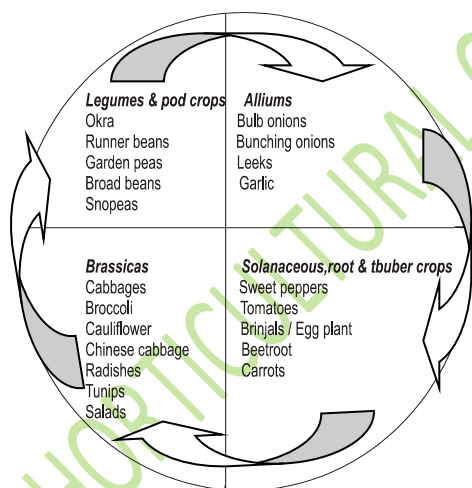 Legumes & pod crops
Okra
Runner beans
Garden peas
Broad beans
Snopeas
Alliums
Bulb onions
Bunching onions
Leeks
Garlic
Brassicas
Cabbages
Broccoli
Cauliflower
Chinese cabbage
Radishes
Tunips
Salads
Solanaceous,root & tbuber crops
Sweet peppers
Tomatoes
Brinjals / Egg plant
Beetroot
Carrots
HORTICULTURAL